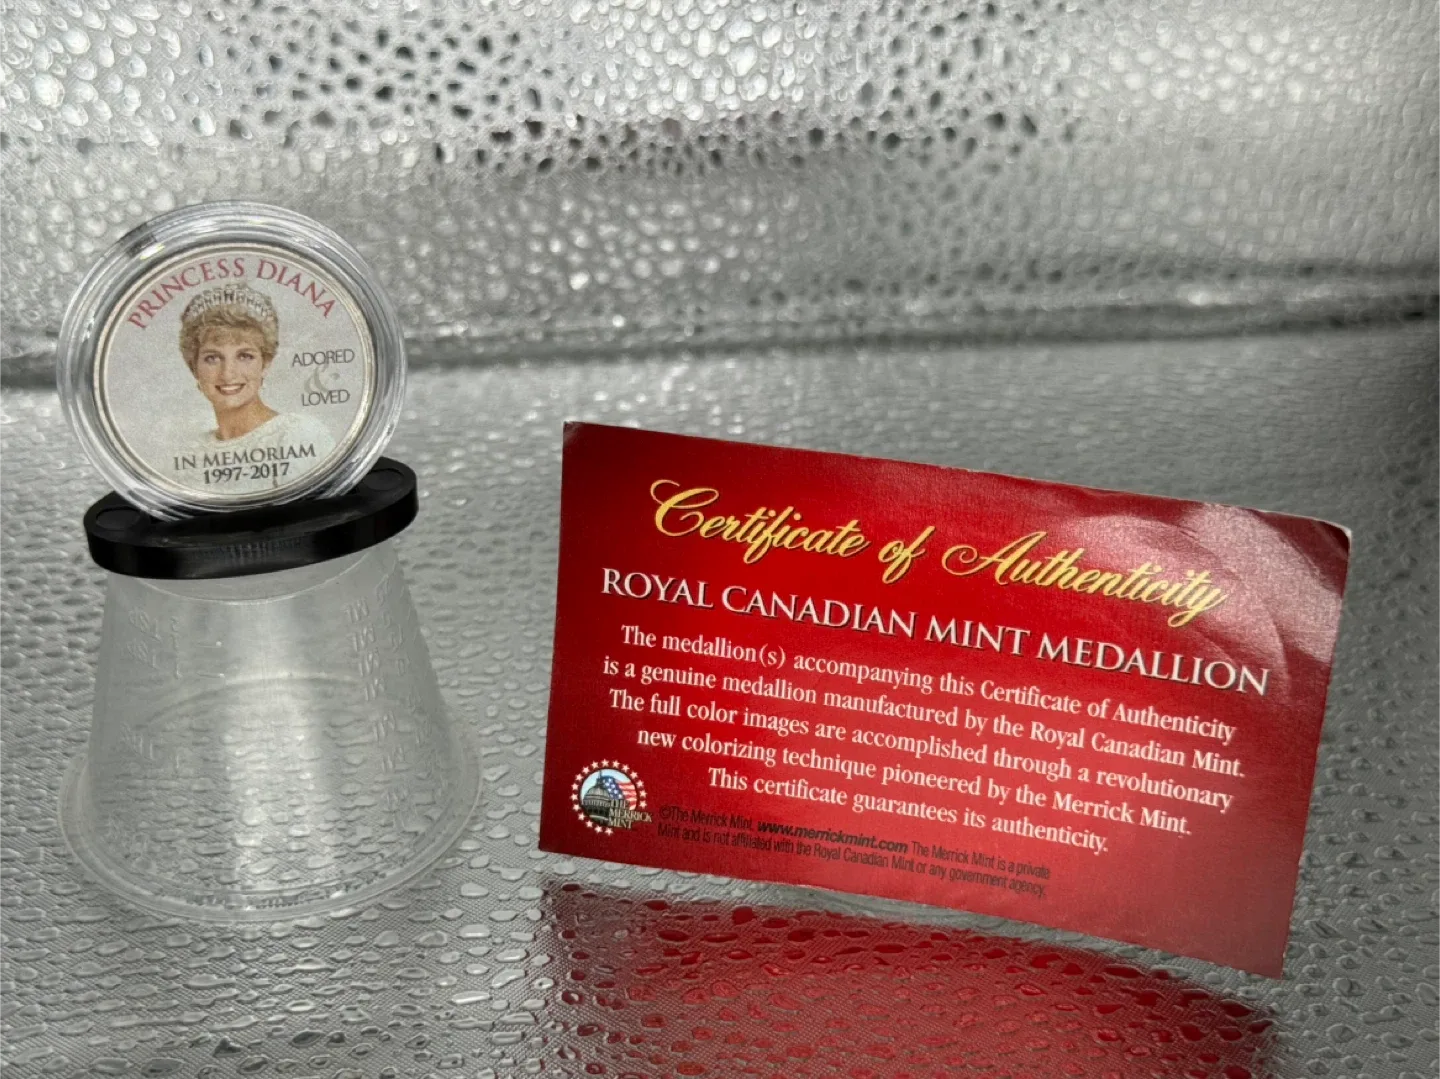 PRINCESS DIANA
ADORED
&
LOVED
IN MEMORIAM
1997-2017
Certificate of Authenticity
ROYAL CANADIAN MINT MEDALLION
The medallion(s) accompanying this Certificate of Authenticity
is a genuine medallion manufactured by the Royal Canadian Mint.
The full color images are accomplished through a revolutionary
new colorizing technique pioneered by the Merrick Mint.
This certificate guarantees its authenticity.
THE
MERRICK
MINT
©The Merrick Mint. www.merrickmint.com The Merrick Mint is a private
Mint and is not affiliated with the Royal Canadian Mint or any government agency.